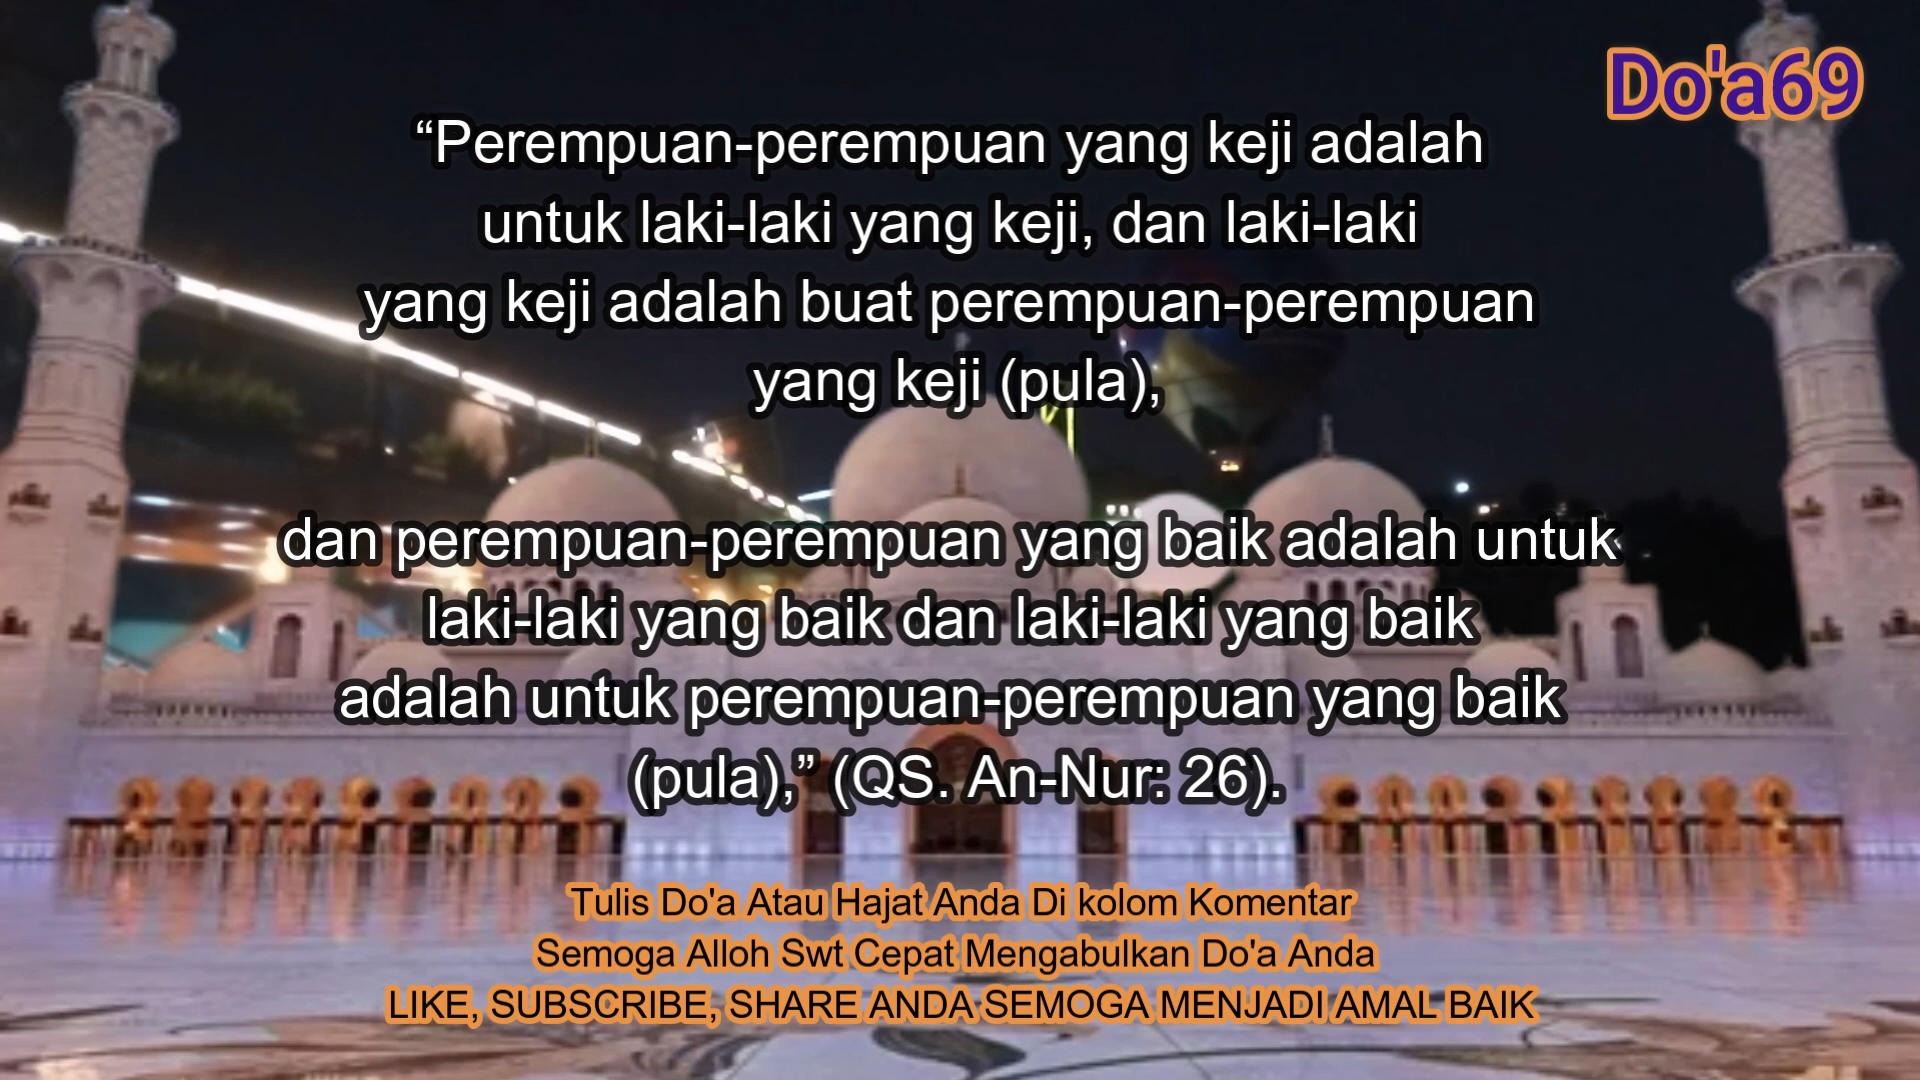 Do'a69
“Perempuan-perempuan yang keji adalah
untuk laki-laki yang keji, dan laki-laki
yang keji adalah buat perempuan-perempuan
yang keji (pula),
dan perempuan-perempuan yang baik adalah untuk
laki-laki yang baik dan laki-laki yang baik
adalah untuk perempuan-perempuan yang baik
(pula),” (QS. An-Nur: 26).
Tulis Do'a Atau Hajat Anda Di kolom Komentar
Semoga Alloh Swt Cepat Mengabulkan Do'a Anda
LIKE, SUBSCRIBE, SHARE ANDA SEMOGA MENJADI AMAL BAIK